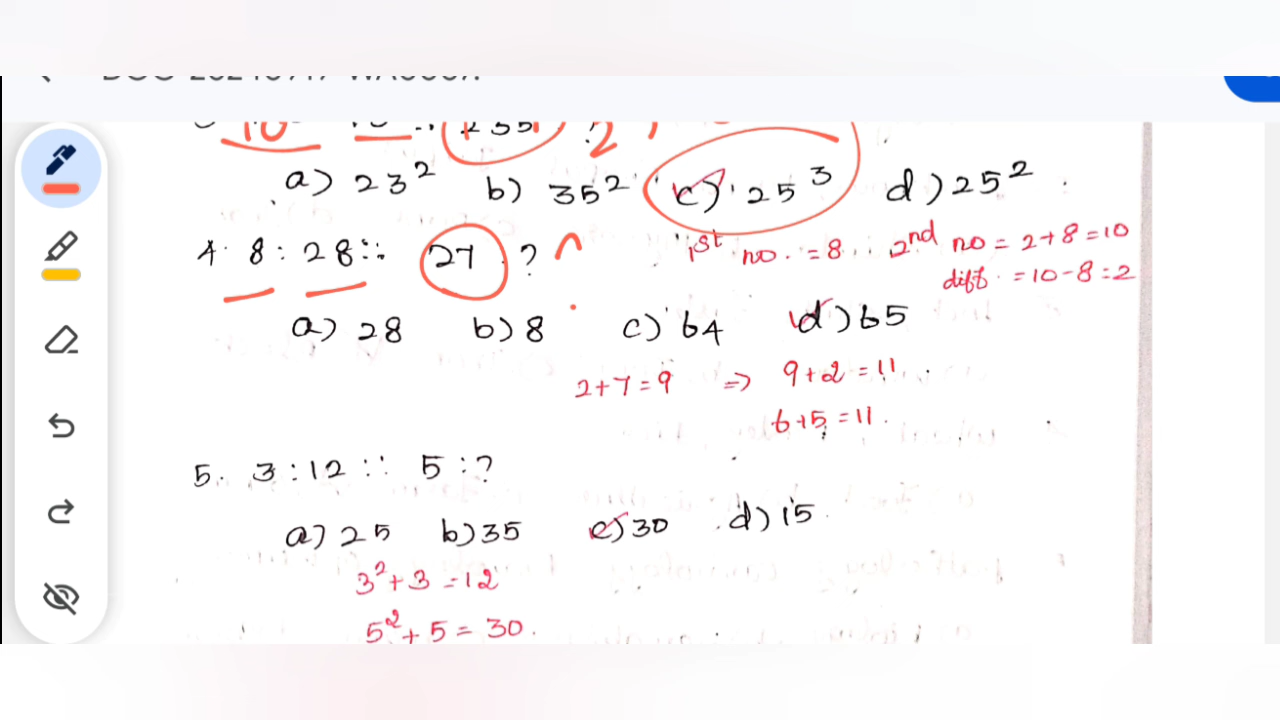 a) 23² b) 35² c) 25³ d) 25²
4. 8 : 28 :: 27 : ?
1st no. = 8 2nd no = 2+8=10
diff = 10-8=2
a) 28 b) 8 c) 64 d) 65
2+7=9 => 9+2=11
6+5=11.
5. 3 : 12 :: 5 : ?
a) 25 b) 35 c) 30 d) 15
3²+3=12
5²+5=30.